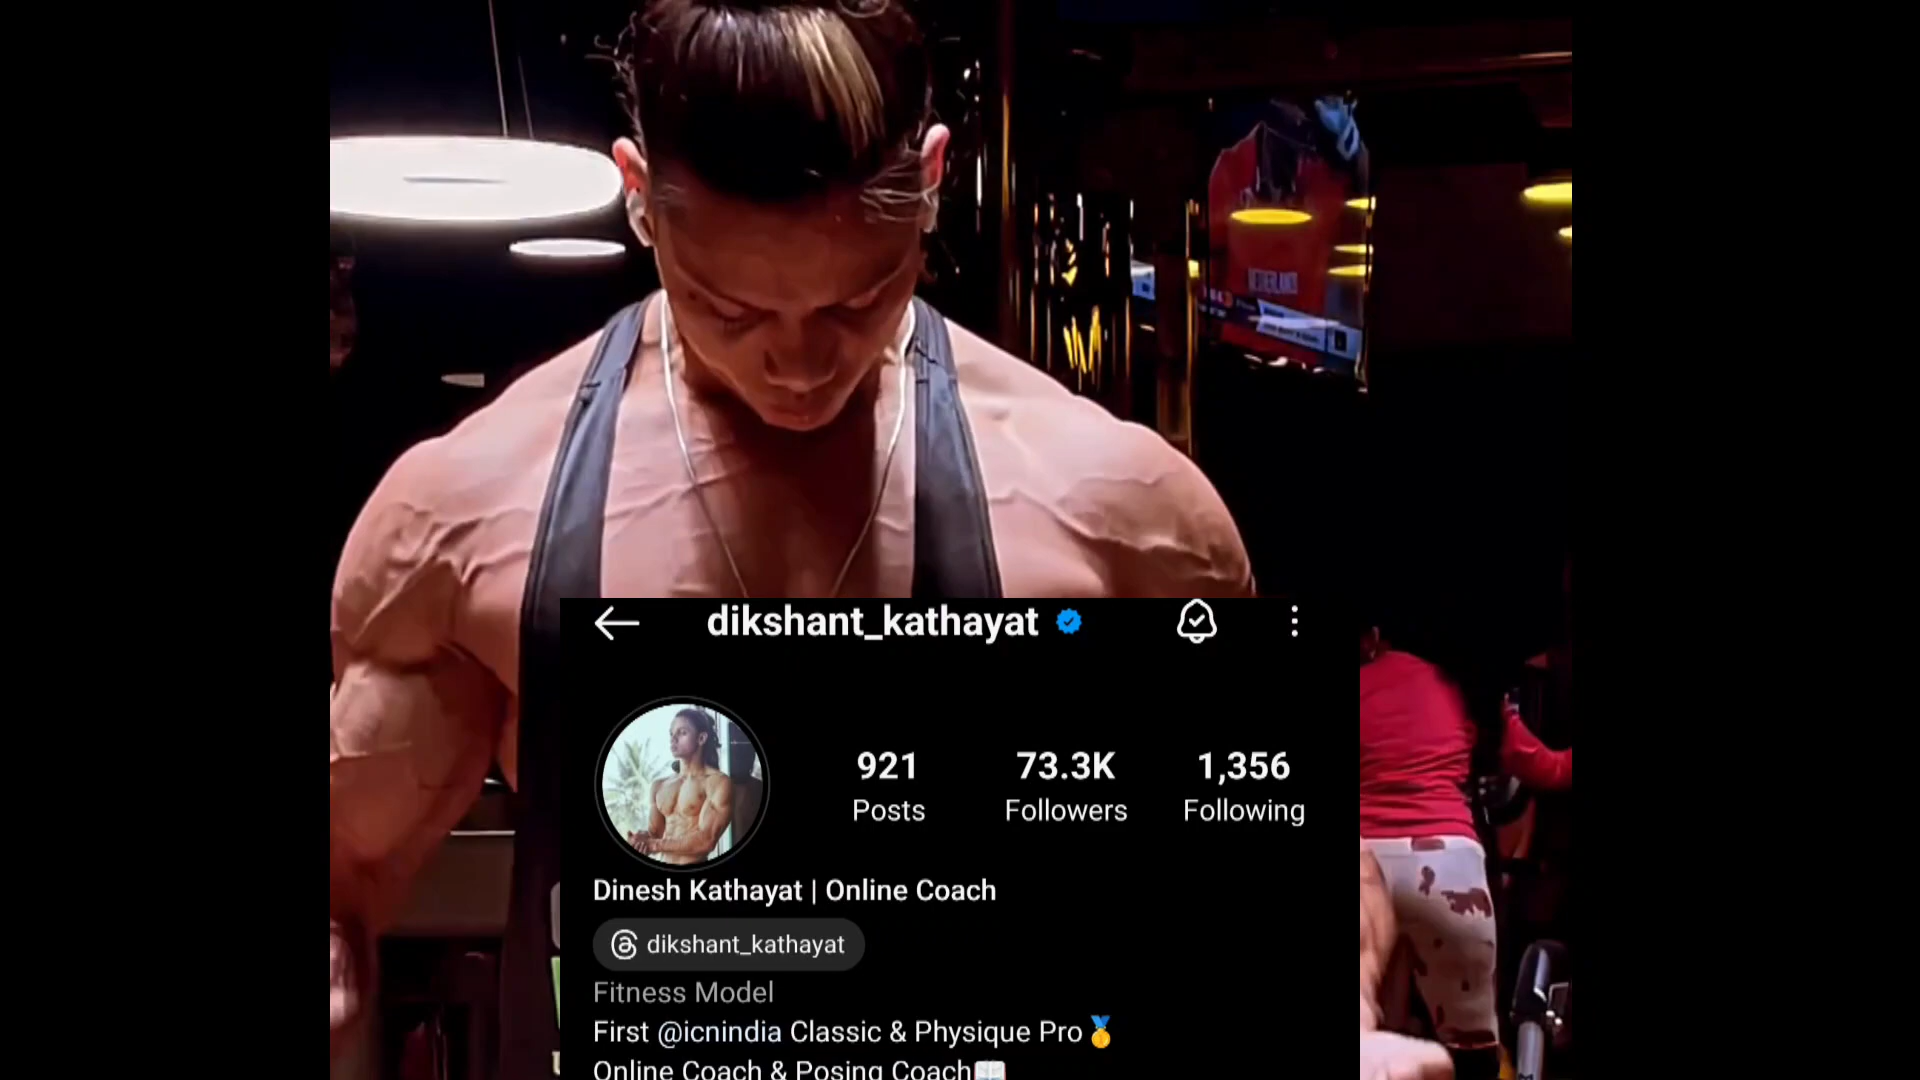 NETHERLANDS
dikshant_kathayat
921
73.3K
1,356
Posts
Followers
Following
Dinesh Kathayat | Online Coach
dikshant_kathayat
Fitness Model
First @icnindia Classic & Physique Pro🥇
Online Coach & Posing Coach📖